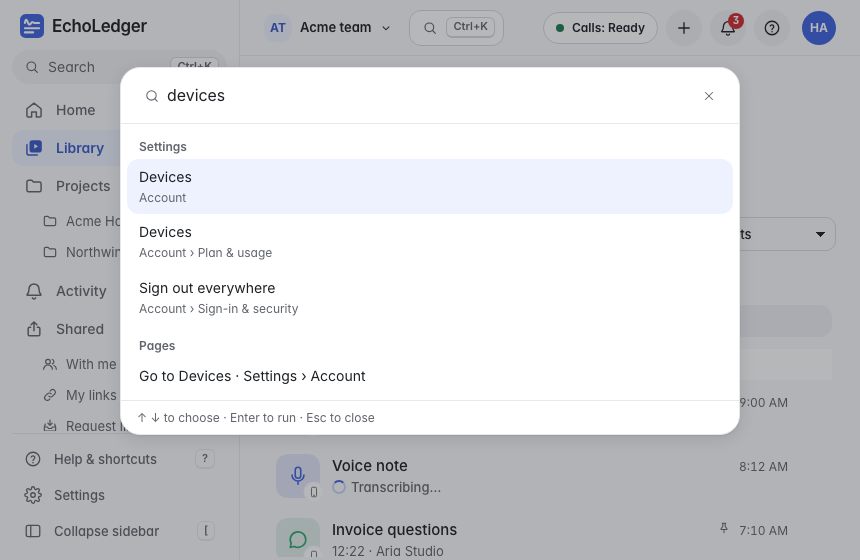 EchoLedger
AT Acme team
Ctrl+K
Calls: Ready
3
HA
Search
Ctrl+K
devices
Home
Library
Projects
Acme
Northwin
Activity
Shared
With me
My links
Request
Help & shortcuts ?
Settings
Collapse sidebar [
Settings
Devices
Account
Devices
Account › Plan & usage
Sign out everywhere
Account › Sign-in & security
Pages
Go to Devices · Settings › Account
↑ ↓ to choose · Enter to run · Esc to close
ts
9:00 AM
Voice note
8:12 AM
Transcribing...
Invoice questions
7:10 AM
12:22 · Aria Studio